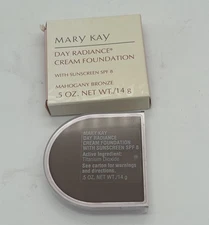 MARY KAY
DAY RADIANCE®
CREAM FOUNDATION
WITH SUNSCREEN SPF 8
MAHOGANY BRONZE
.5 OZ. NET WT./14 g
MARY KAY
DAY RADIANCE
CREAM FOUNDATION
WITH SUNSCREEN SPF 8
Active Ingredient:
Titanium Dioxide
See carton for warnings
and directions.
.5 OZ. NET WT./14 g